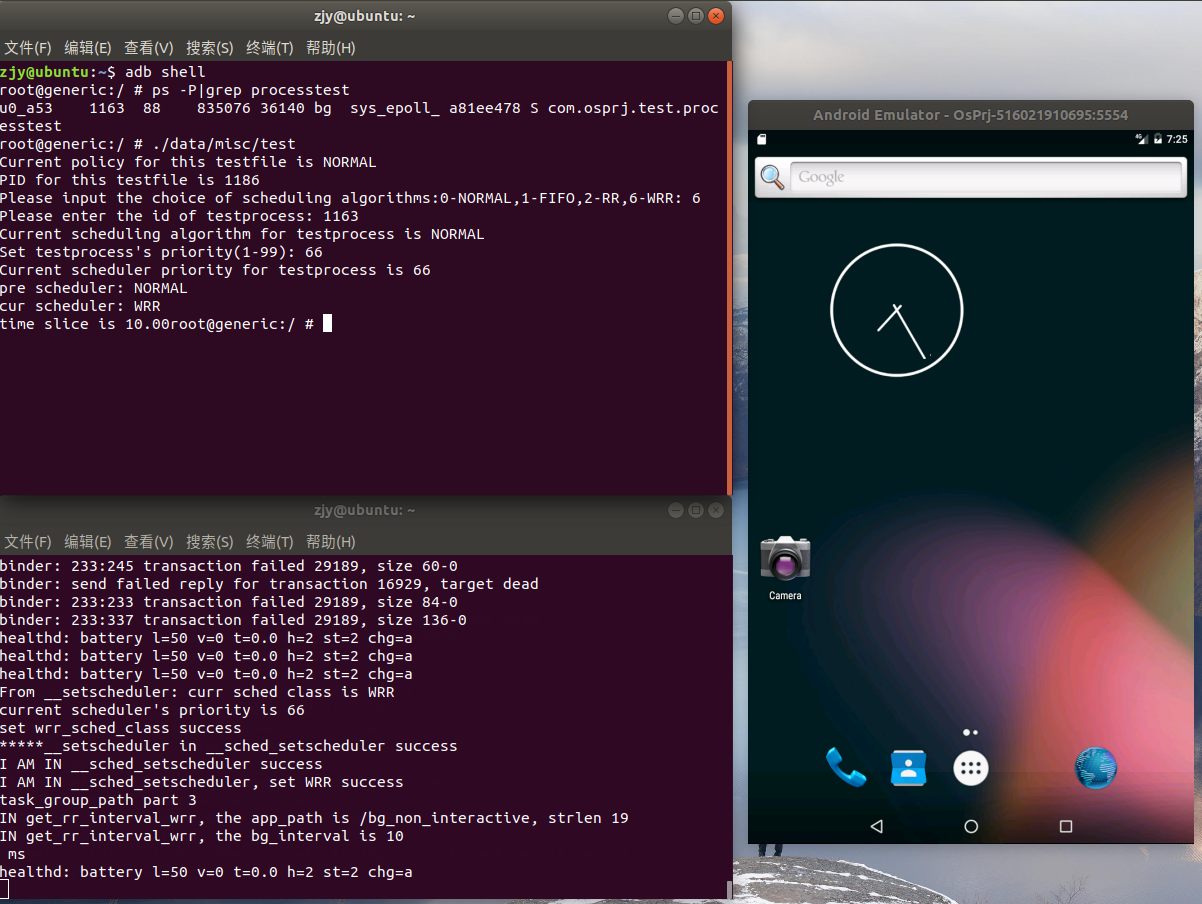 zjy@ubuntu: ~
文件(F) 编辑(E) 查看(V) 搜索(S) 终端(T) 帮助(H)
zjy@ubuntu:~$ adb shell
root@generic:/ # ps -P|grep processtest
u0_a53    1163  88    835076 36140 bg  sys_epoll_ a81ee478 S com.osprj.test.proc
esstest
root@generic:/ # ./data/misc/test
Current policy for this testfile is NORMAL
PID for this testfile is 1186
Please input the choice of scheduling algorithms:0-NORMAL,1-FIFO,2-RR,6-WRR: 6
Please enter the id of testprocess: 1163
Current scheduling algorithm for testprocess is NORMAL
Set testprocess's priority(1-99): 66
Current scheduler priority for testprocess is 66
pre scheduler: NORMAL
cur scheduler: WRR
time slice is 10.00root@generic:/ #
zjy@ubuntu: ~
文件(F) 编辑(E) 查看(V) 搜索(S) 终端(T) 帮助(H)
binder: 233:245 transaction failed 29189, size 60-0
binder: send failed reply for transaction 16929, target dead
binder: 233:233 transaction failed 29189, size 84-0
binder: 233:337 transaction failed 29189, size 136-0
healthd: battery l=50 v=0 t=0.0 h=2 st=2 chg=a
healthd: battery l=50 v=0 t=0.0 h=2 st=2 chg=a
healthd: battery l=50 v=0 t=0.0 h=2 st=2 chg=a
From __setscheduler: curr sched class is WRR
current scheduler's priority is 66
set wrr_sched_class success
*****__setscheduler in __sched_setscheduler success
I AM IN __sched_setscheduler success
I AM IN __sched_setscheduler, set WRR success
task_group_path part 3
IN get_rr_interval_wrr, the app_path is /bg_non_interactive, strlen 19
IN get_rr_interval_wrr, the bg_interval is 10
 ms
healthd: battery l=50 v=0 t=0.0 h=2 st=2 chg=a
Android Emulator - OsPrj-516021910695:5554
4G 7:25
Google
Camera